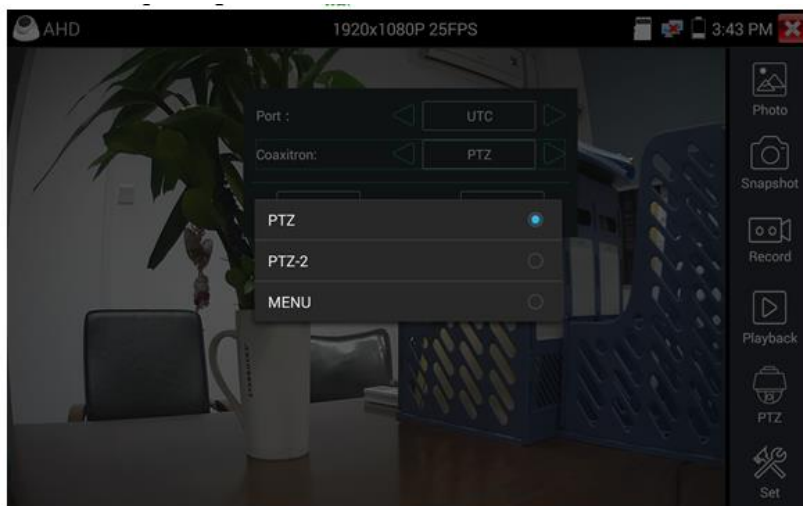 AHD
1920x1080P 25FPS
3:43 PM
Port :
UTC
Coaxitron:
PTZ
PTZ
PTZ-2
MENU
Photo
Snapshot
Record
Playback
PTZ
Set